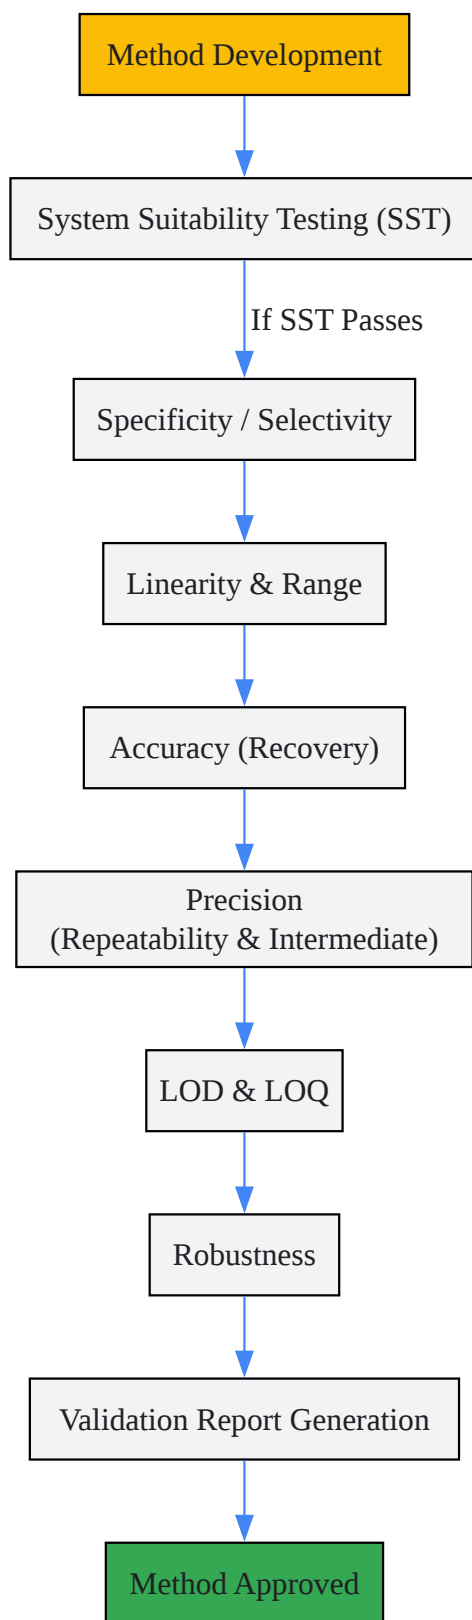 Method Development
System Suitability Testing (SST)
If SST Passes
Specificity / Selectivity
Linearity & Range
Accuracy (Recovery)
Precision
(Repeatability & Intermediate)
LOD & LOQ
Robustness
Validation Report Generation
Method Approved